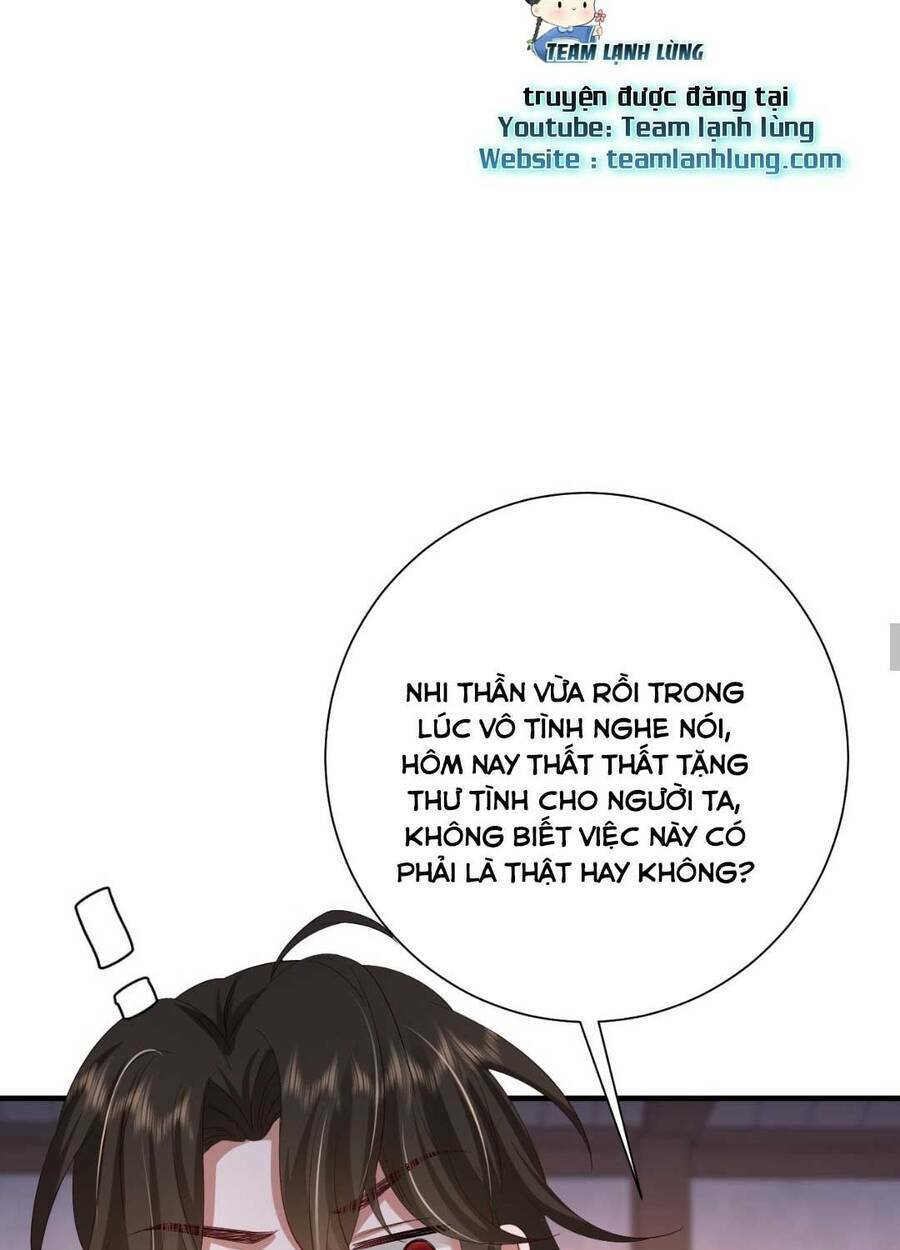 TEAM LẠNH LÙNG
truyện được đăng tại
Youtube: Team lạnh lùng
Website : teamlanhlung.com
NHI THẦN VỪA RỒI TRONG
LÚC VÔ TÌNH NGHE NÓI,
HÔM NAY THẤT THẤT TẶNG
THƯ TÌNH CHO NGƯỜI TA,
KHÔNG BIẾT VIỆC NÀY CÓ
PHẢI LÀ THẬT HAY KHÔNG?